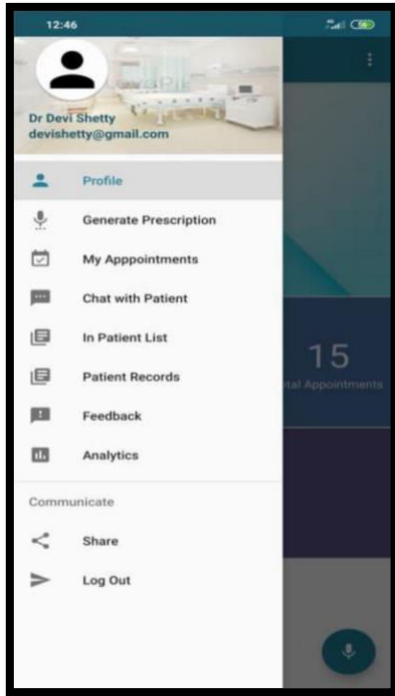 12:46
56
Dr Devi Shetty
devishetty@gmail.com
Profile
Generate Prescription
My Apppointments
Chat with Patient
In Patient List
Patient Records
Feedback
Analytics
Communicate
Share
Log Out
15
tal Appointments